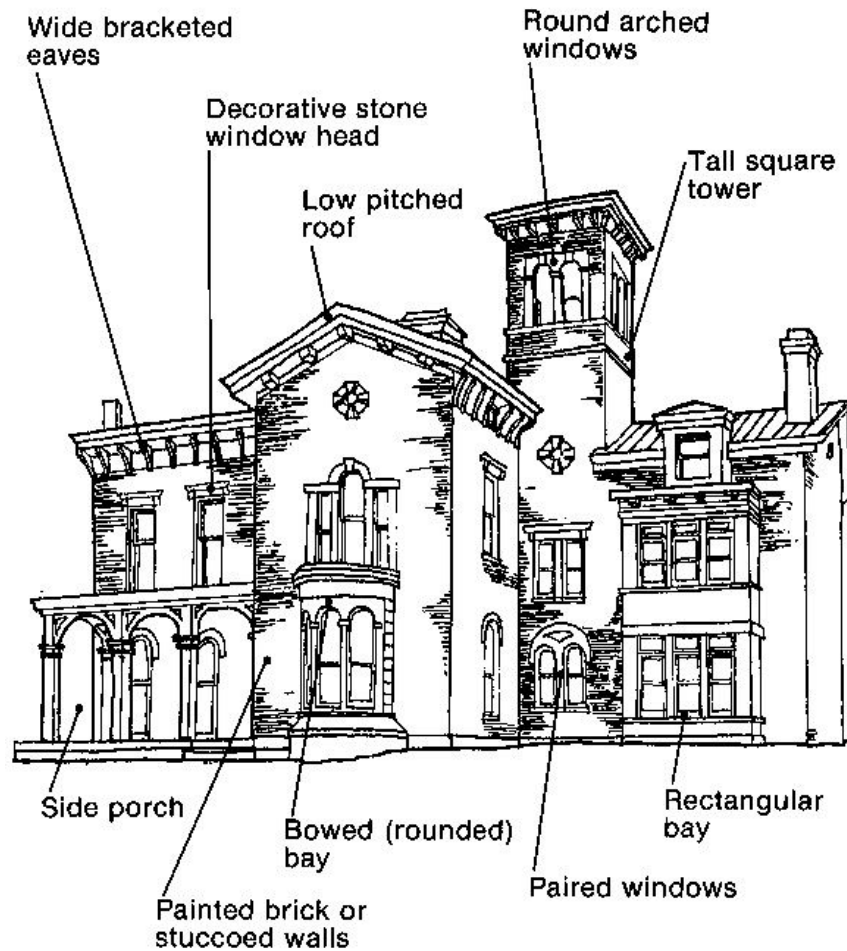 Wide bracketed
eaves
Round arched
windows
Decorative stone
window head
Tall square
tower
Low pitched
roof
Side porch
Bowed (rounded)
bay
Rectangular
bay
Paired windows
Painted brick or
stuccoed walls